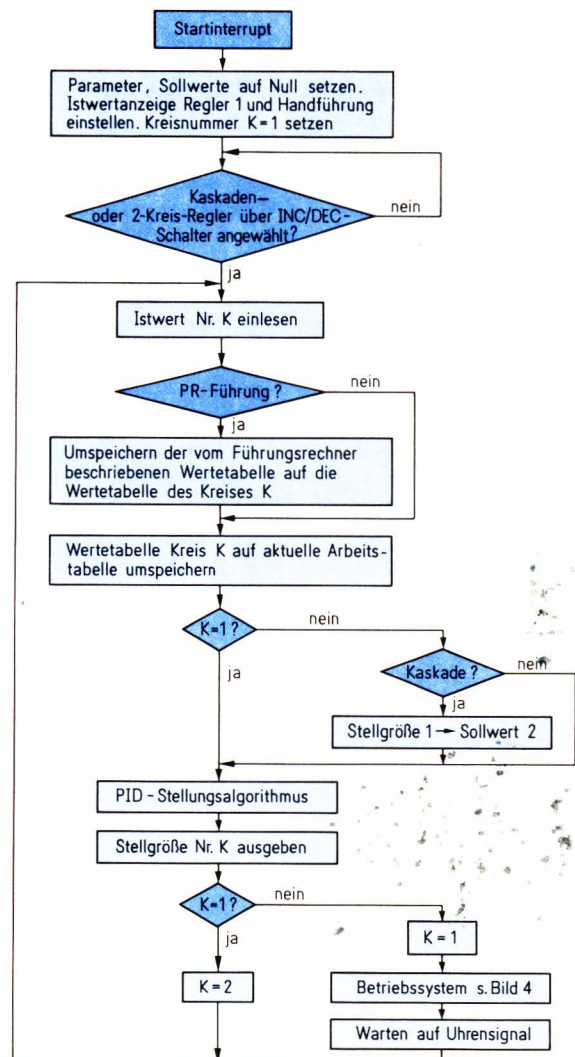 Startinterrupt
Parameter, Sollwerte auf Null setzen.
Istwertanzeige Regler 1 und Handführung
einstellen. Kreisnummer K=1 setzen
Kaskaden—
oder 2-Kreis-Regler über INC/DEC-
Schalter angewählt?
nein
ja
Istwert Nr. K einlesen
PR-Führung?
nein
ja
Umspeichern der vom Führungsrechner
beschriebenen Wertetabelle auf die
Wertetabelle des Kreises K
Wertetabelle Kreis K auf aktuelle Arbeits-
tabelle umspeichern
K=1?
nein
ja
Kaskade?
nein
ja
Stellgröße 1 → Sollwert 2
PID-Stellungsalgorithmus
Stellgröße Nr. K ausgeben
K=1?
nein
ja
K = 1
K=2
Betriebssystem s. Bild 4
Warten auf Uhrensignal